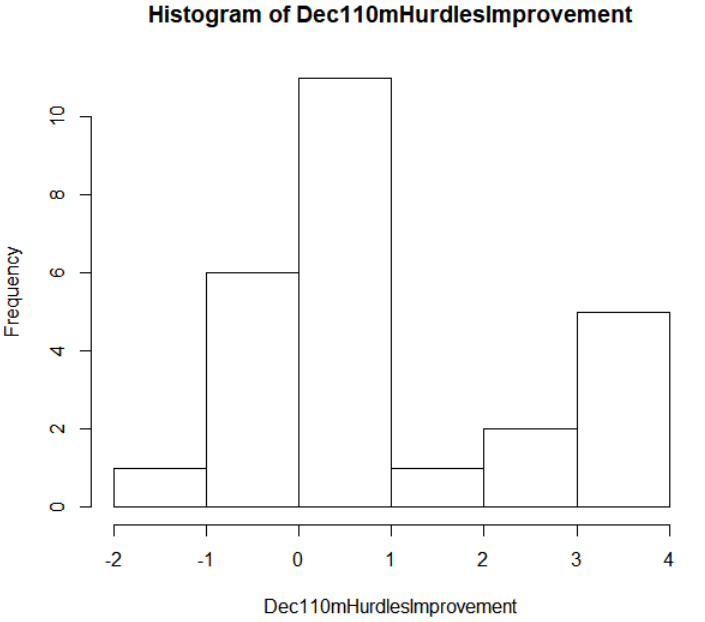 Histogram of Dec110mHurdlesImprovement
Frequency
10
8
6
4
2
0
-2 -1 0 1 2 3 4
Dec110mHurdlesImprovement